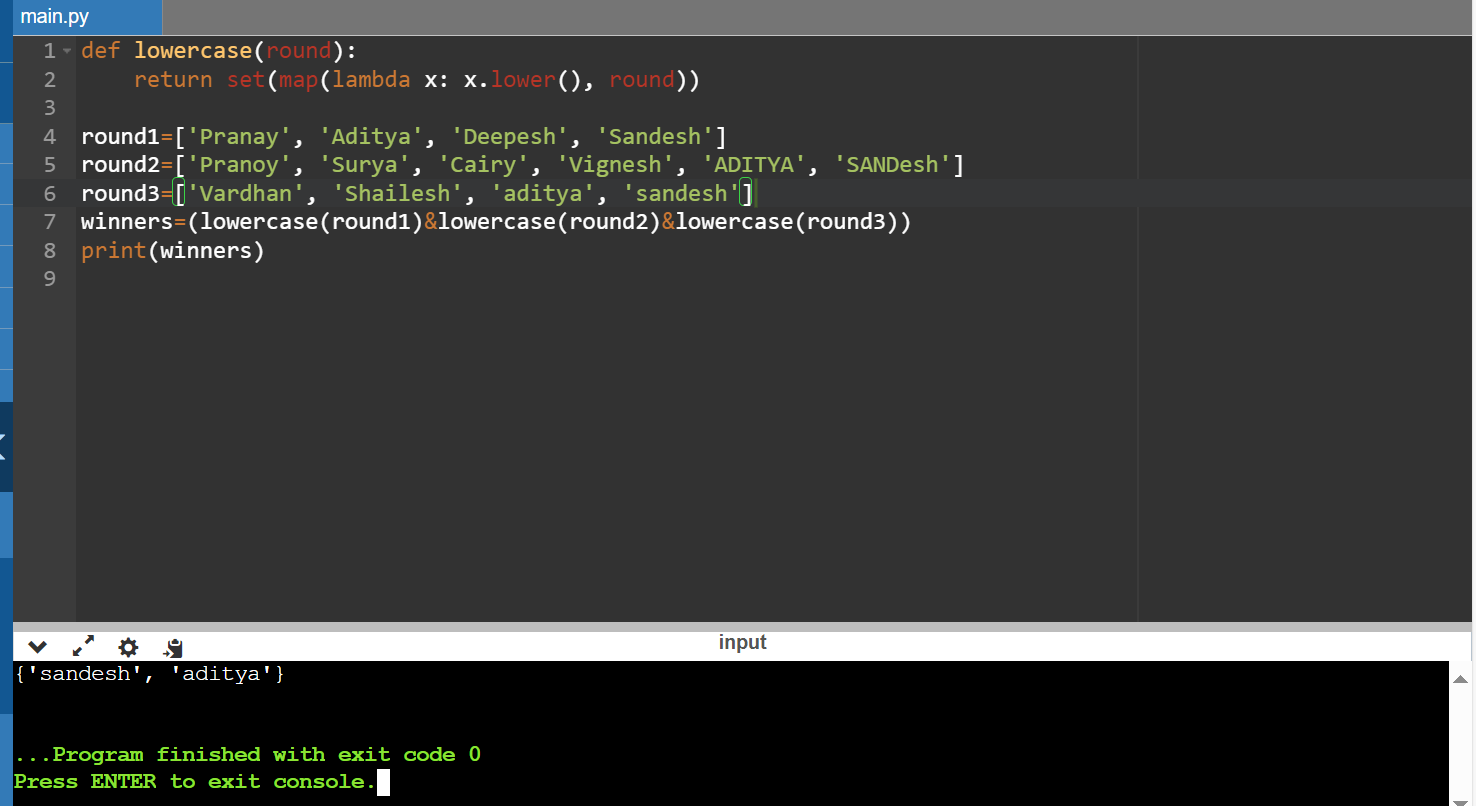 main.py
1 def lowercase(round):
2     return set(map(lambda x: x.lower(), round))
3
4 round1=['Pranay', 'Aditya', 'Deepesh', 'Sandesh']
5 round2=['Pranoy', 'Surya', 'Cairy', 'Vignesh', 'ADITYA', 'SANDesh']
6 round3=['Vardhan', 'Shailesh', 'aditya', 'sandesh']
7 winners=(lowercase(round1)&lowercase(round2)&lowercase(round3))
8 print(winners)
9
input
{'sandesh', 'aditya'}
...Program finished with exit code 0
Press ENTER to exit console.